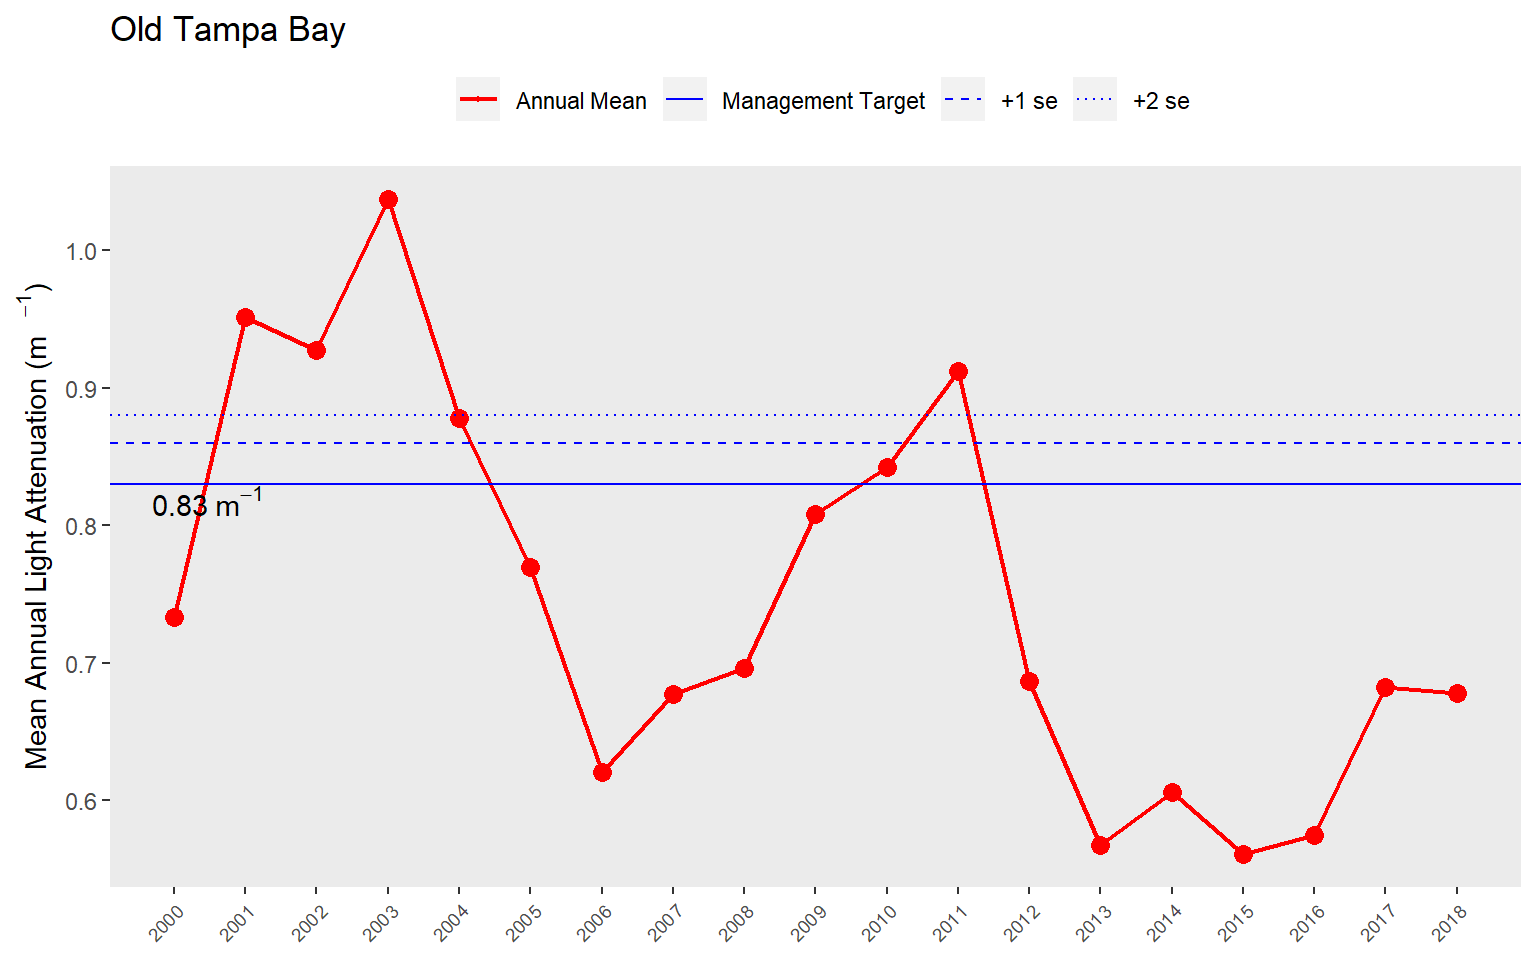 Old Tampa Bay
Annual Mean Management Target +1 se +2 se
Mean Annual Light Attenuation (m⁻¹)
1.0
0.9
0.8
0.7
0.6
0.83 m⁻¹
2000 2001 2002 2003 2004 2005 2006 2007 2008 2009 2010 2011 2012 2013 2014 2015 2016 2017 2018